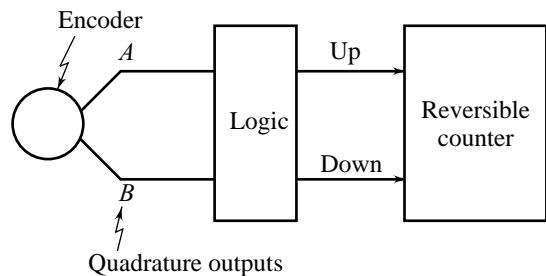 Encoder
A
Up
Logic
Reversible
counter
Down
B
Quadrature outputs